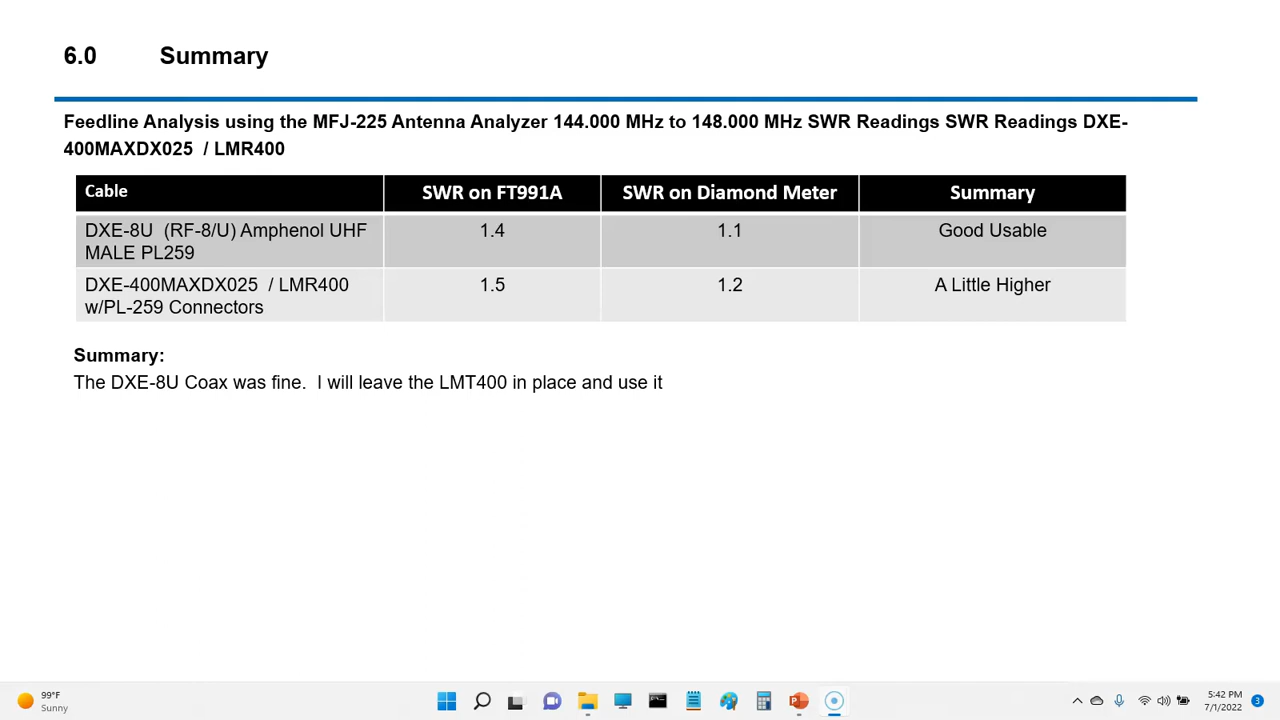 6.0 Summary
Feedline Analysis using the MFJ-225 Antenna Analyzer 144.000 MHz to 148.000 MHz SWR Readings SWR Readings DXE-
400MAXDX025 / LMR400
Cable SWR on FT991A SWR on Diamond Meter Summary
DXE-8U (RF-8/U) Amphenol UHF 1.4 1.1 Good Usable
MALE PL259
DXE-400MAXDX025 / LMR400 1.5 1.2 A Little Higher
w/PL-259 Connectors
Summary:
The DXE-8U Coax was fine. I will leave the LMT400 in place and use it
99°F
Sunny
5:42 PM
7/1/2022
3